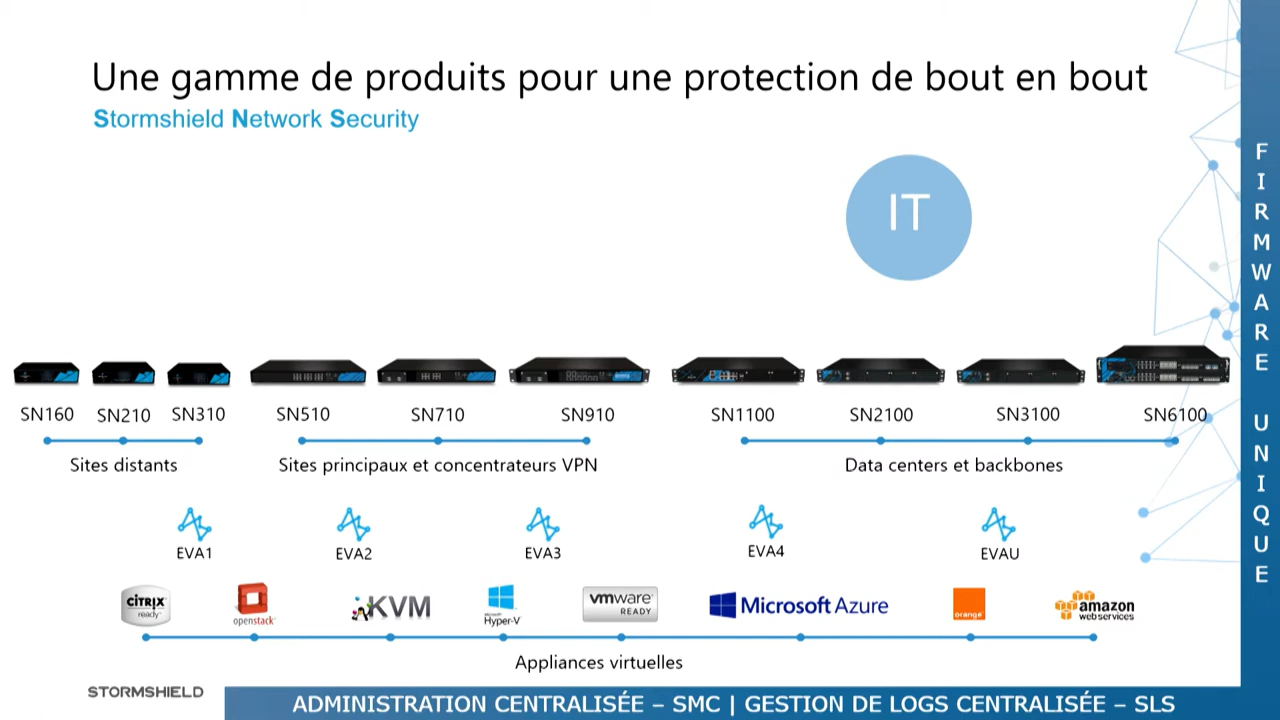 Une gamme de produits pour une protection de bout en bout
Stormshield Network Security
IT
SN160 SN210 SN310 SN510 SN710 SN910 SN1100 SN2100 SN3100 SN6100
Sites distants Sites principaux et concentrateurs VPN Data centers et backbones
EVA1 EVA2 EVA3 EVA4 EVAU
CITRIX ready openstack KVM Microsoft Hyper-V vmware READY Microsoft Azure orange amazon web services
Appliances virtuelles
STORMSHIELD
ADMINISTRATION CENTRALISÉE – SMC | GESTION DE LOGS CENTRALISÉE – SLS
FIRMWARE UNIQUE